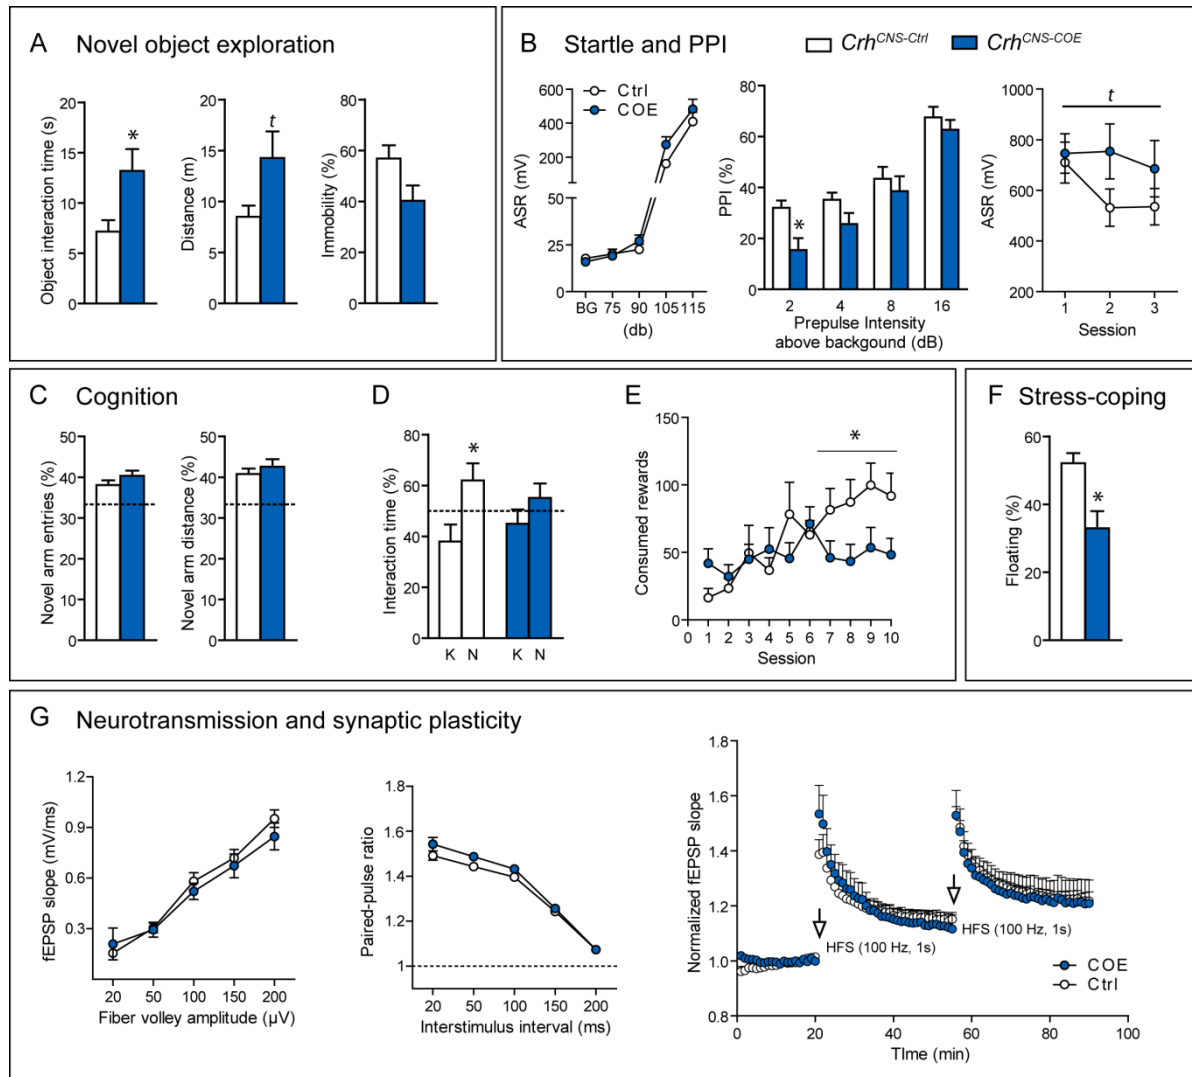 A Novel object exploration
Object interaction time (s)
20
15
10
5
0
*
Distance (m)
20
15
10
5
0
t
Immobility (%)
80
60
40
20
0
B Startle and PPI
Crh^CNS-Ctrl
Crh^CNS-COE
Ctrl
COE
ASR (mV)
600
400
200
50
25
0
BG 75 90 105 115
(db)
PPI (%)
80
60
40
20
0
*
2 4 8 16
Prepulse Intensity
above backgound (dB)
ASR (mV)
1000
800
600
400
200
t
1 2 3
Session
C Cognition
Novel arm entries (%)
50
40
30
20
10
0
Novel arm distance (%)
50
40
30
20
10
0
D
Interaction time (%)
80
60
40
20
0
*
K N K N
E
Consumed rewards
150
100
50
0
*
0 1 2 3 4 5 6 7 8 9 10
Session
F Stress-coping
Floating (%)
60
40
20
0
*
G Neurotransmission and synaptic plasticity
fEPSP slope (mV/ms)
1.2
0.9
0.6
0.3
20 50 100 150 200
Fiber volley amplitude (µV)
Paired-pulse ratio
1.8
1.6
1.4
1.2
1
20 50 100 150 200
Interstimulus interval (ms)
Normalized fEPSP slope
1.8
1.6
1.4
1.2
1.0
0.8
HFS (100 Hz, 1s)
HFS (100 Hz, 1s)
COE
Ctrl
0 20 40 60 80 100
TIme (min)